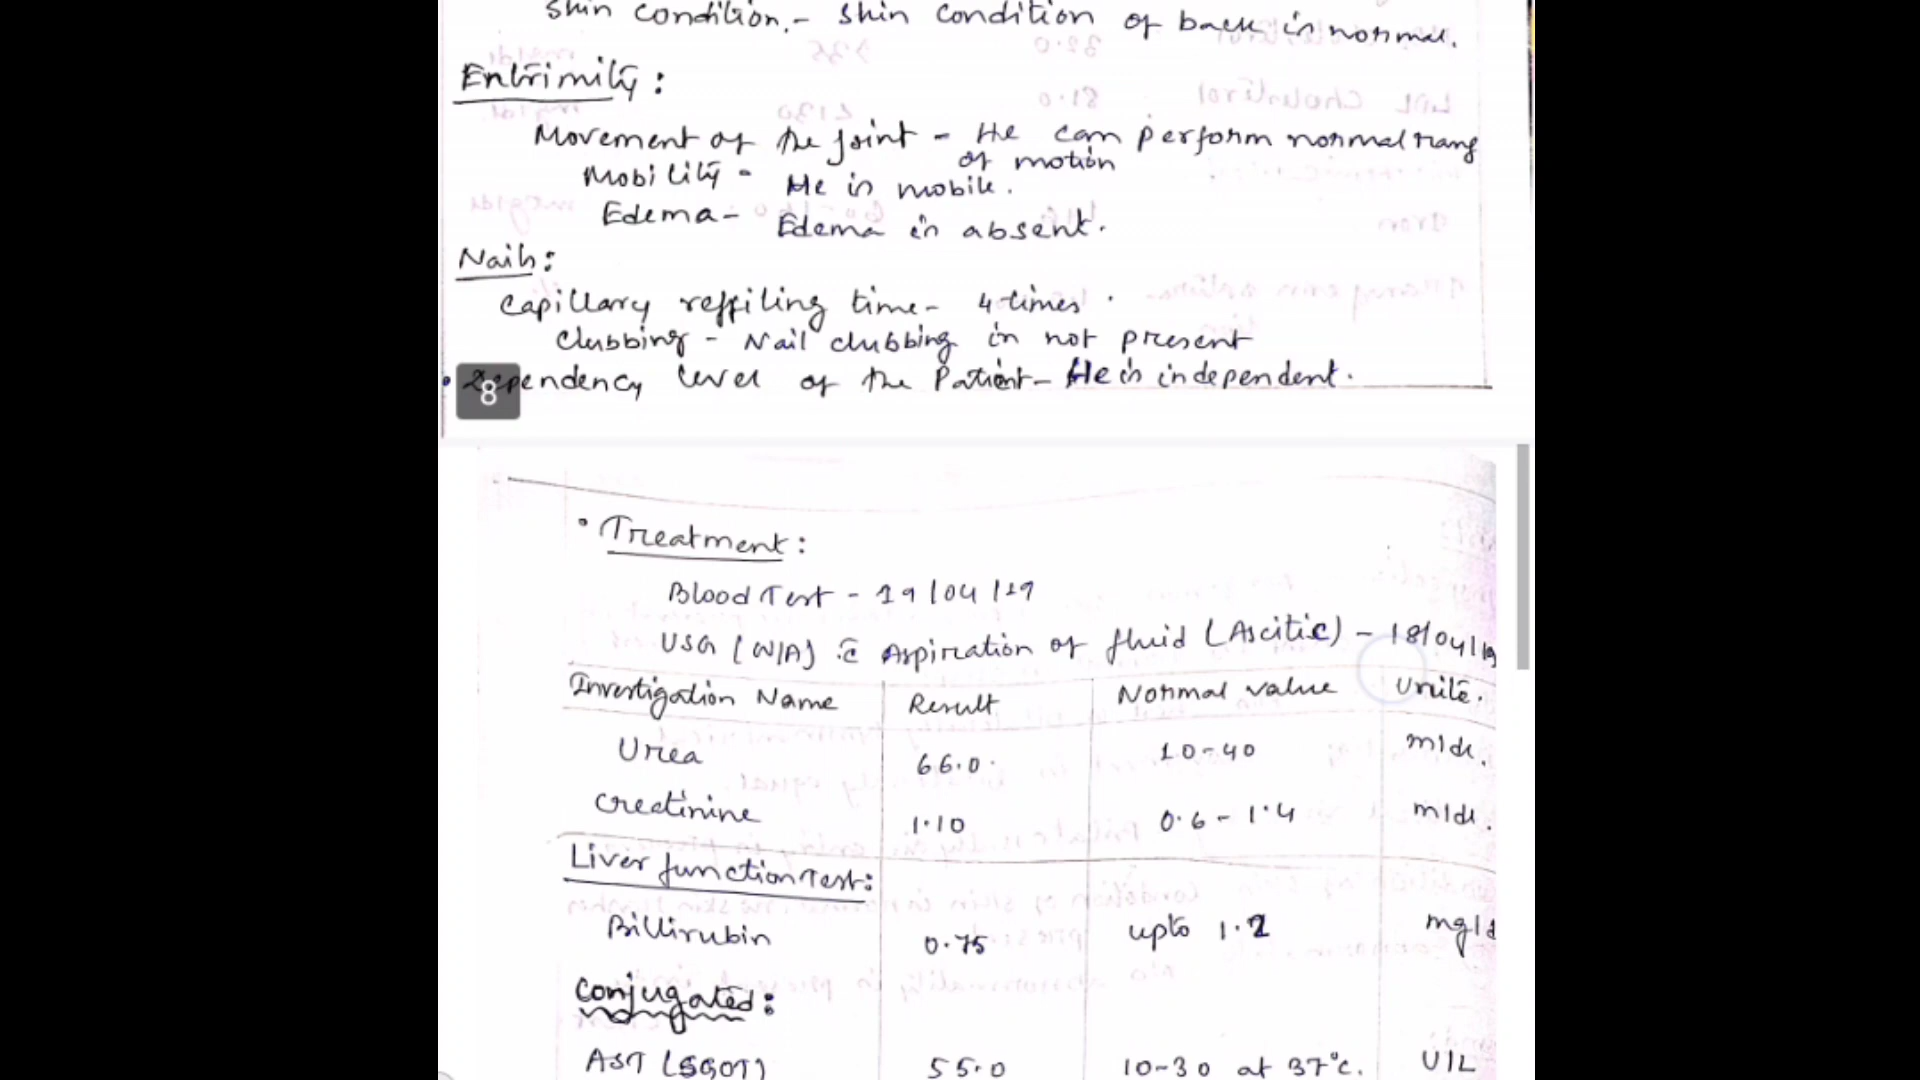 Skin condition.- Skin condition of back is normal.
Extrimity:
Movement of the joint - He can perform normal rang
of motion
Mobility - He is mobile.
Edema - Edema is absent.
Nails:
Capillary reffiling time - 4 times.
Clubbing - Nail clubbing is not present
• Dependency level of the Patient - He is independent.
8
• Treatment:
Blood Test - 19/04/19
USG (W/A) c̄ Aspiration of fluid (Ascitic) - 18/04/19
Investigation Name Result Normal value Unite.
Urea 66.0 10-40 m/dl.
Creatinine 1.10 0.6 - 1.4 m/dl.
Liver function Test:
Billirubin 0.75 upto 1.2 mg/d
Conjugated:
AST (SGOT) 55.0 10-30 at 37°c. U/L